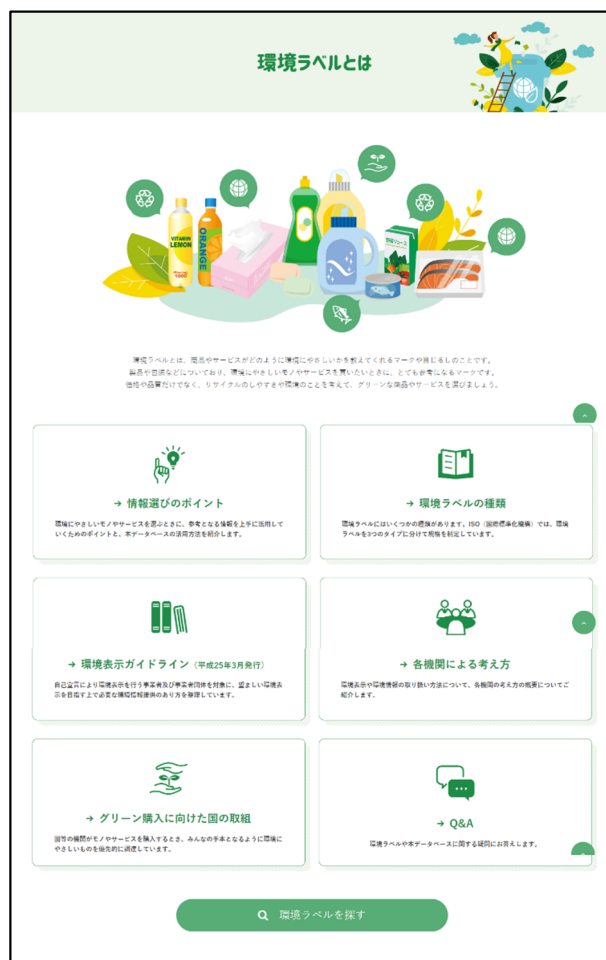 環境ラベルとは
VITAMIN
LEMON
1000
ORANGE
野菜ジュース
環境ラベルとは、商品やサービスがどのように環境にやさしいかを教えてくれるマークや目じるしのことです。
製品や包装などについており、環境にやさしいモノやサービスを買いたいときに、とても参考になるマークです。
価格や品質だけでなく、リサイクルのしやすさや環境のことを考えて、グリーンな商品やサービスを選びましょう。
→ 情報選びのポイント
環境にやさしいモノやサービスを選ぶときに、参考となる情報を上手に活用して
いくためのポイントと、本データベースの活用方法を紹介します。
→ 環境ラベルの種類
環境ラベルにはいくつかの種類があります。ISO（国際標準化機構）では、環境
ラベルを3つのタイプに分けて規格を制定しています。
→ 環境表示ガイドライン（平成25年3月発行）
自己宣言により環境表示を行う事業者及び事業者団体を対象に、望ましい環境表
示を目指す上で必要な環境情報提供のあり方を整理しています。
→ 各機関による考え方
環境表示や環境情報の取り扱い方法について、各機関の考え方の概要についてご
紹介します。
→ グリーン購入に向けた国の取組
国等の機関がモノやサービスを購入するとき、みんなの手本となるように環境に
やさしいものを優先的に調達しています。
→ Q&A
環境ラベルや本データベースに関する疑問にお答えします。
環境ラベルを探す